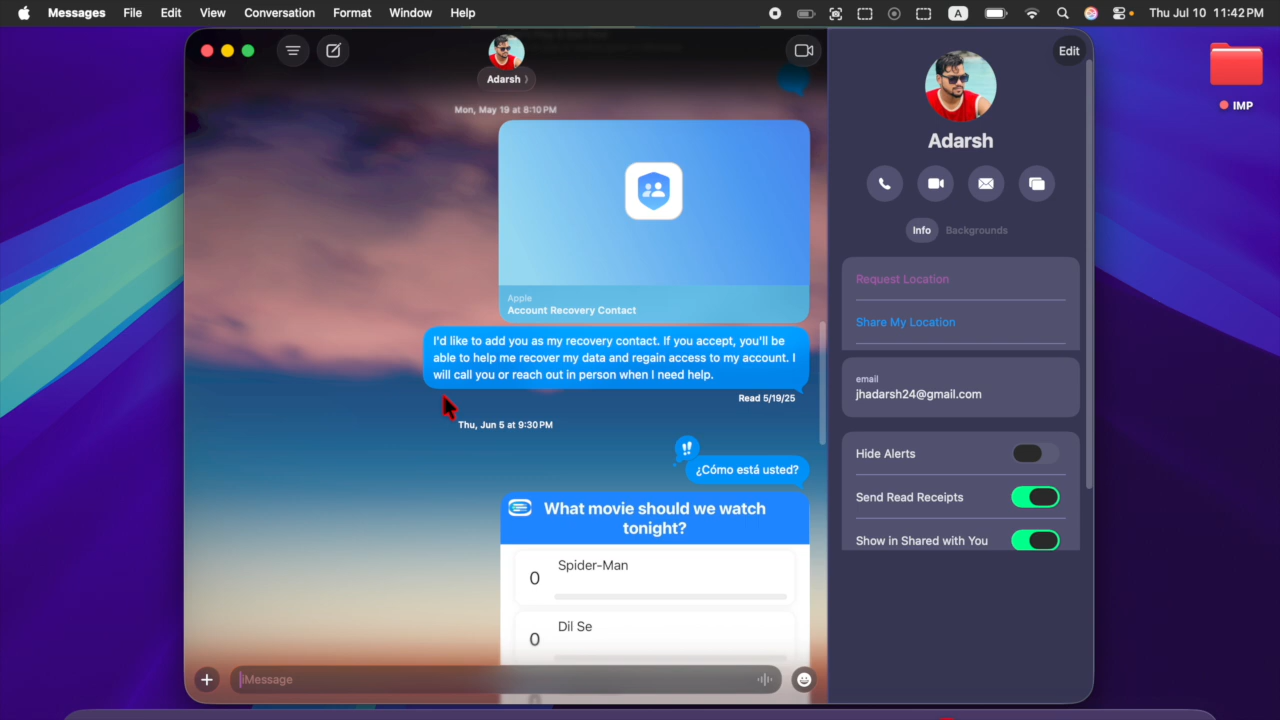 Messages File Edit View Conversation Format Window Help A Thu Jul 10 11:42 PM
Edit
Adarsh
IMP
Mon, May 19 at 8:10 PM
Adarsh
Info Backgrounds
Request Location
Apple
Account Recovery Contact
Share My Location
I'd like to add you as my recovery contact. If you accept, you'll be
able to help me recover my data and regain access to my account. I
will call you or reach out in person when I need help.
email
jhadarsh24@gmail.com
Read 5/19/25
Thu, Jun 5 at 9:30 PM
Hide Alerts
¿Cómo está usted?
Send Read Receipts
What movie should we watch
tonight?
Show in Shared with You
0 Spider-Man
0 Dil Se
iMessage